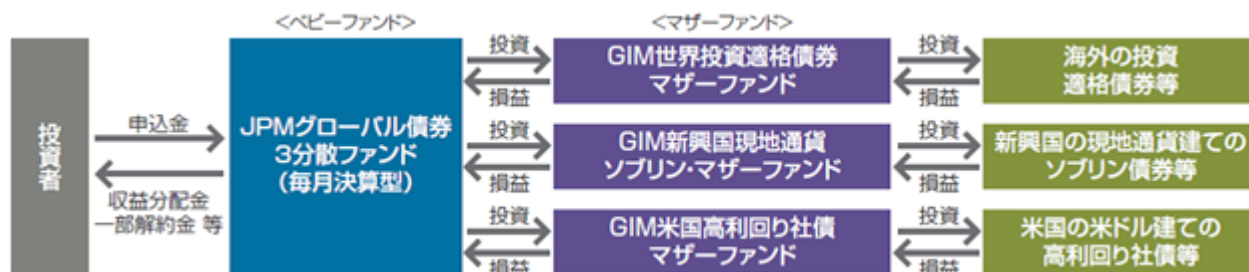 <ベビーファンド>
<マザーファンド>
投資者
申込金
収益分配金
一部解約金 等
JPMグローバル債券
3分散ファンド
(毎月決算型)
投資
損益
GIM世界投資適格債券
マザーファンド
投資
損益
海外の投資
適格債券等
投資
損益
GIM新興国現地通貨
ソブリン・マザーファンド
投資
損益
新興国の現地通貨建ての
ソブリン債券等
投資
損益
GIM米国高利回り社債
マザーファンド
投資
損益
米国の米ドル建ての
高利回り社債等